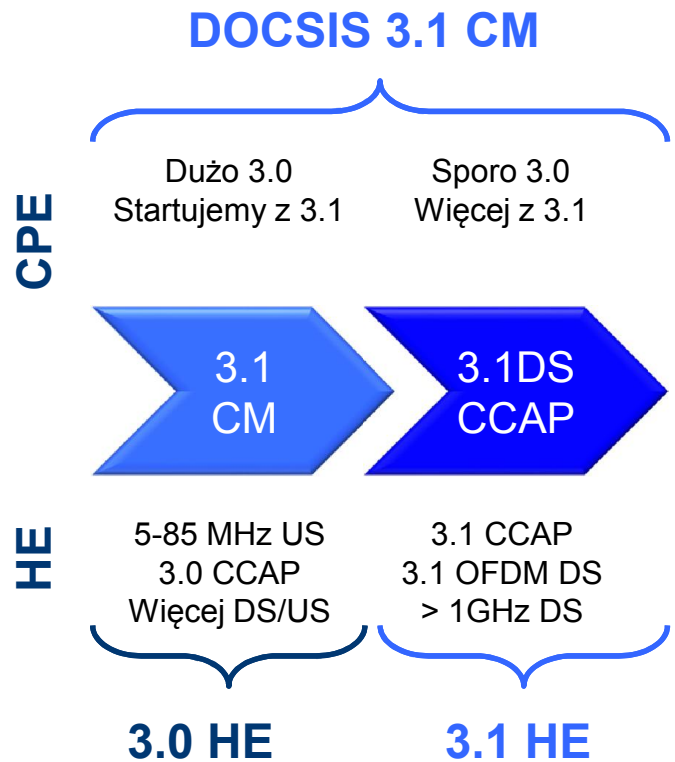 DOCSIS 3.1 CM
CPE
Dużo 3.0
Startujemy z 3.1
Sporo 3.0
Więcej z 3.1
3.1
CM
3.1DS
CCAP
HE
5-85 MHz US
3.0 CCAP
Więcej DS/US
3.1 CCAP
3.1 OFDM DS
> 1GHz DS
3.0 HE
3.1 HE